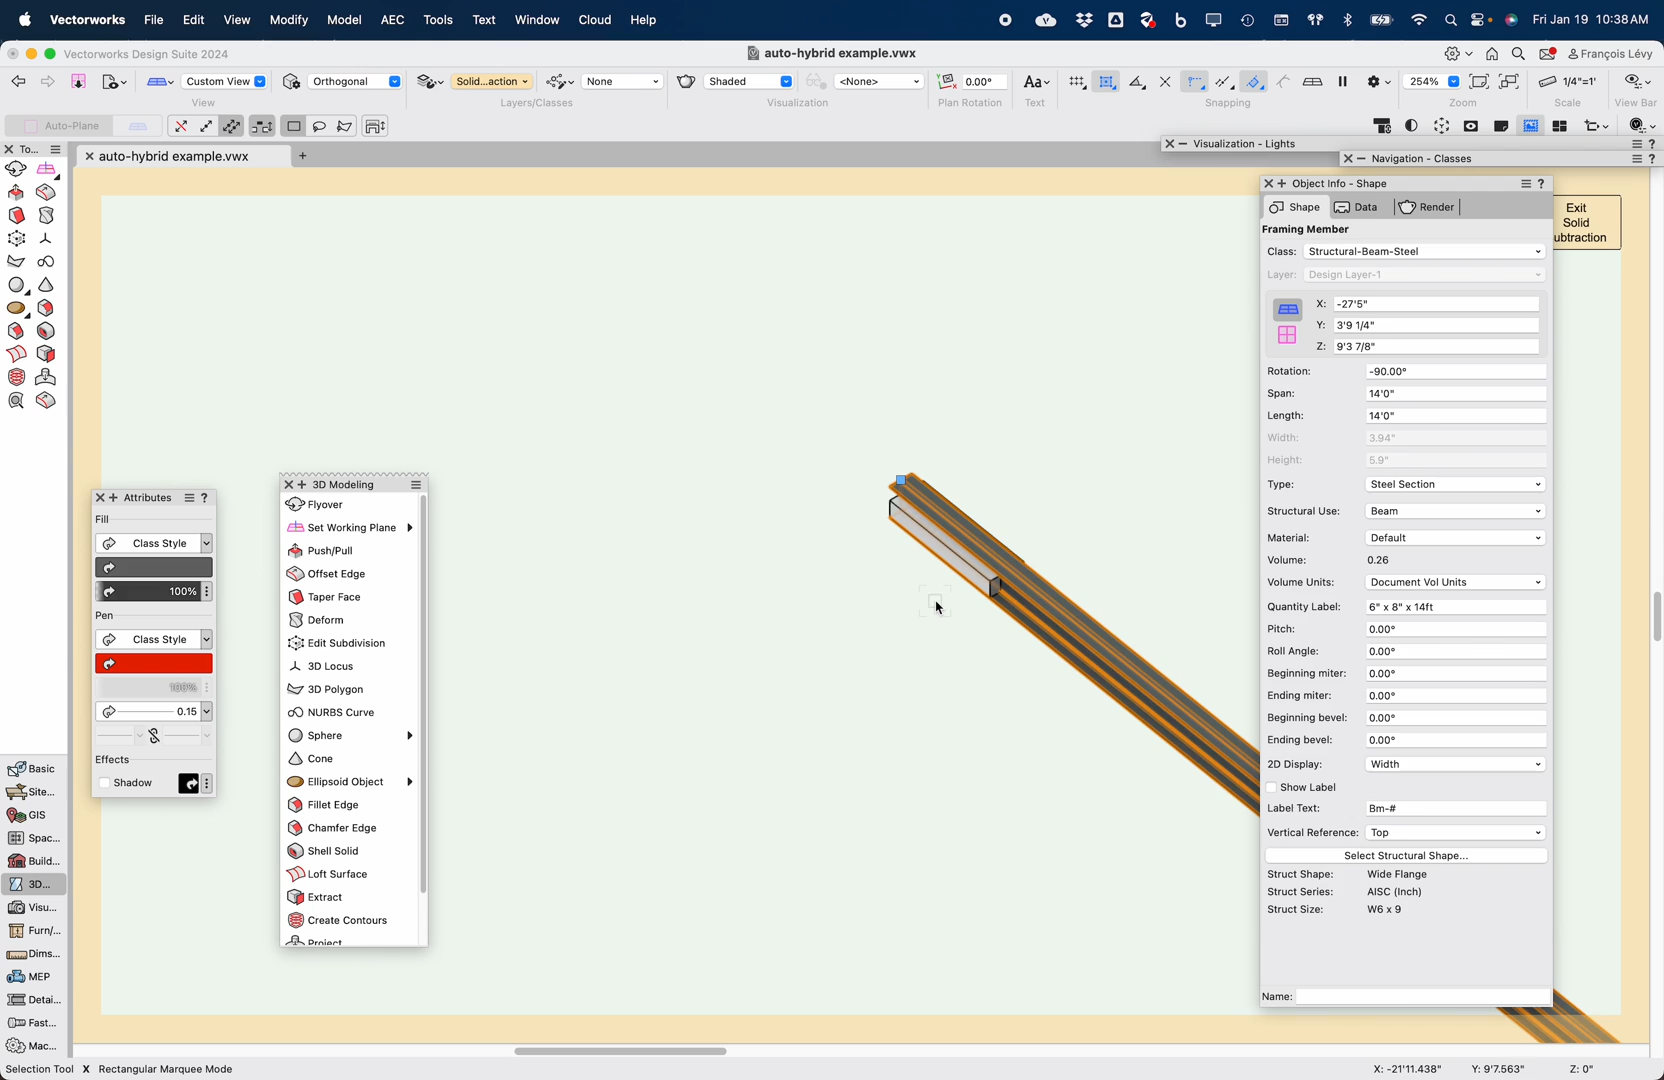 Vectorworks File Edit View Modify Model AEC Tools Text Window Cloud Help Fri Jan 19 10:38 AM
Vectorworks Design Suite 2024 auto-hybrid example.vwx François Lévy
Custom View Orthogonal Solid...action None Shaded <None> 0.00° Aa 254% 1/4"=1'
View Layers/Classes Visualization Plan Rotation Text Snapping Zoom Scale View Bar
Auto-Plane
To... auto-hybrid example.vwx
Visualization - Lights
Navigation - Classes
Object Info - Shape
Shape Data Render
Exit
Solid
ubtraction
Framing Member
Class: Structural-Beam-Steel
Layer: Design Layer-1
X: -27'5"
Y: 3'9 1/4"
Z: 9'3 7/8"
Rotation: -90.00°
Span: 14'0"
Length: 14'0"
Width: 3.94"
Height: 5.9"
Type: Steel Section
Structural Use: Beam
Material: Default
Volume: 0.26
Volume Units: Document Vol Units
Quantity Label: 6" x 8" x 14ft
Pitch: 0.00°
Roll Angle: 0.00°
Beginning miter: 0.00°
Ending miter: 0.00°
Beginning bevel: 0.00°
Ending bevel: 0.00°
2D Display: Width
Show Label
Label Text: Bm-#
Vertical Reference: Top
Select Structural Shape...
Struct Shape: Wide Flange
Struct Series: AISC (Inch)
Struct Size: W6 x 9
Name:
Attributes
Fill
Class Style
100%
Pen
Class Style
100%
0.15
Effects
Shadow
3D Modeling
Flyover
Set Working Plane
Push/Pull
Offset Edge
Taper Face
Deform
Edit Subdivision
3D Locus
3D Polygon
NURBS Curve
Sphere
Cone
Ellipsoid Object
Fillet Edge
Chamfer Edge
Shell Solid
Loft Surface
Extract
Create Contours
Project
Basic
Site...
GIS
Spac...
Build...
3D...
Visu...
Furn/...
Dims...
MEP
Detai...
Fast...
Mac...
Selection Tool X Rectangular Marquee Mode X: -21'11.438" Y: 9'7.563" Z: 0"